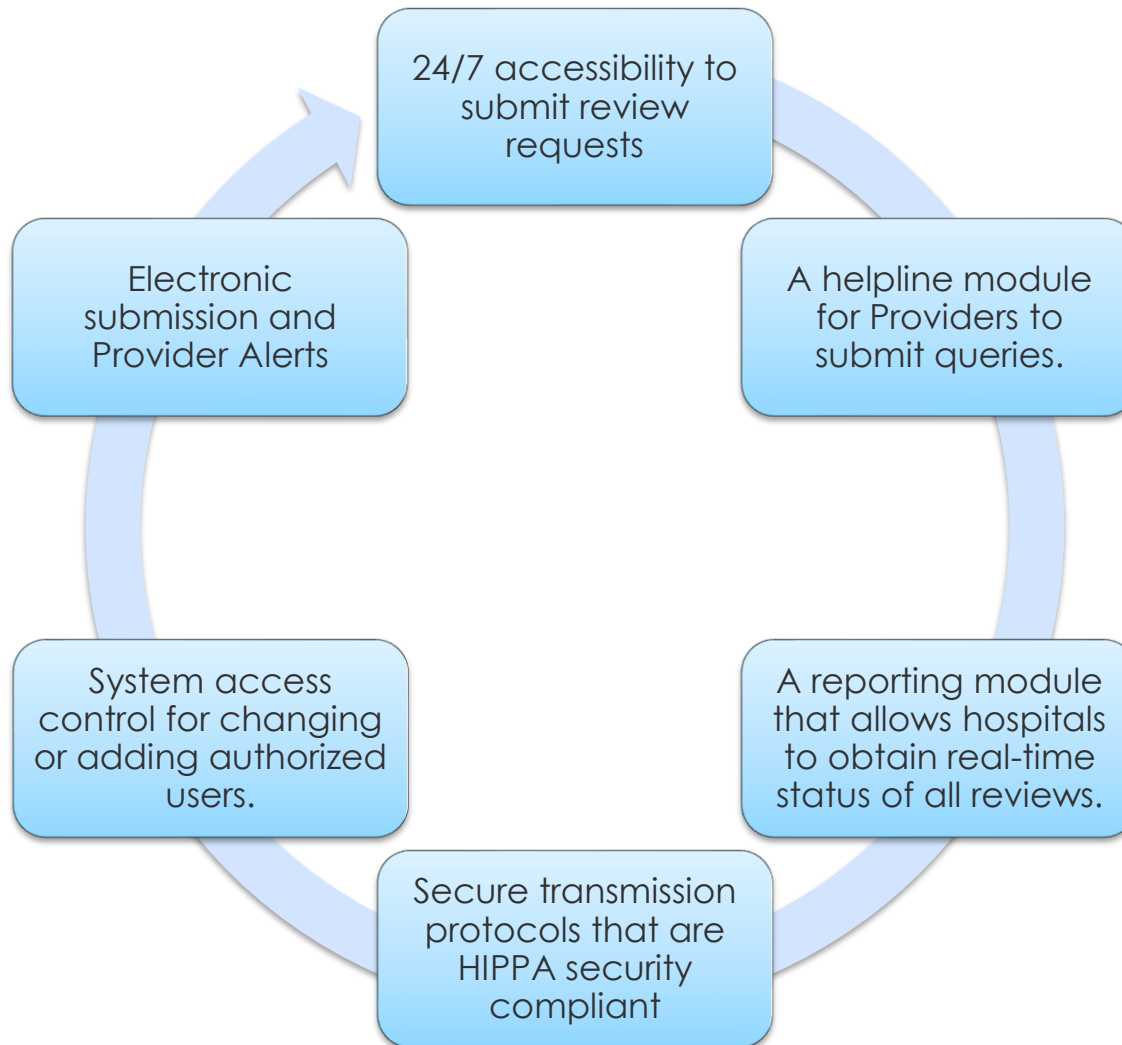 24/7 accessibility to
submit review
requests
A helpline module
for Providers to
submit queries.
A reporting module
that allows hospitals
to obtain real-time
status of all reviews.
Secure transmission
protocols that are
HIPPA security
compliant
System access
control for changing
or adding authorized
users.
Electronic
submission and
Provider Alerts